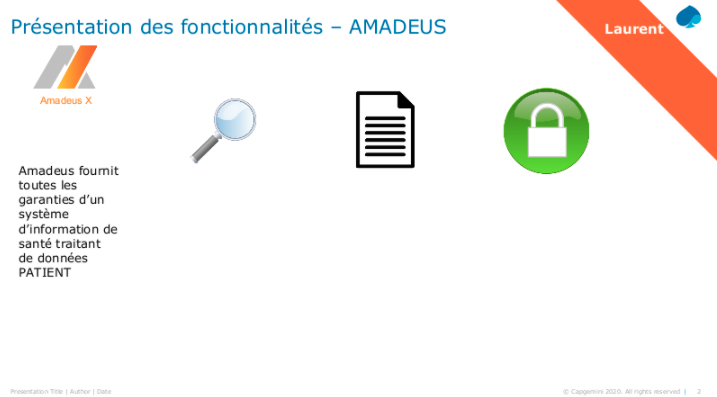 Présentation des fonctionnalités – AMADEUS
Laurent
Amadeus X
Amadeus fournit
toutes les
garanties d’un
système
d’information de
santé traitant
de données
PATIENT
Presentation Title | Author | Date
© Capgemini 2020. All rights reserved | 2